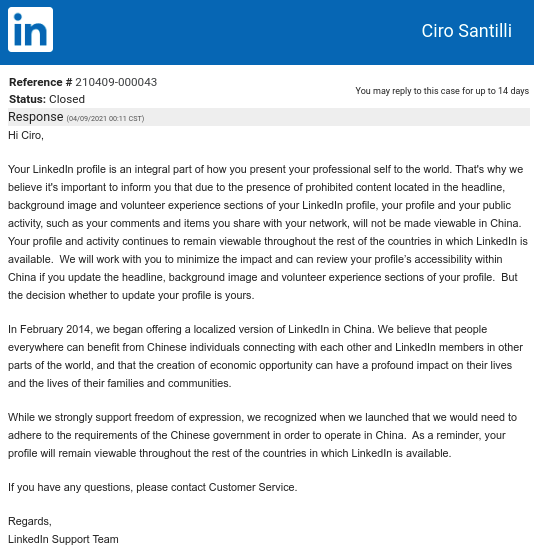 in
Ciro Santilli
Reference # 210409-000043
Status: Closed
You may reply to this case for up to 14 days
Response (04/09/2021 00:11 CST)
Hi Ciro,
Your LinkedIn profile is an integral part of how you present your professional self to the world. That's why we
believe it's important to inform you that due to the presence of prohibited content located in the headline,
background image and volunteer experience sections of your LinkedIn profile, your profile and your public
activity, such as your comments and items you share with your network, will not be made viewable in China.
Your profile and activity continues to remain viewable throughout the rest of the countries in which LinkedIn is
available.  We will work with you to minimize the impact and can review your profile's accessibility within
China if you update the headline, background image and volunteer experience sections of your profile.  But
the decision whether to update your profile is yours.
In February 2014, we began offering a localized version of LinkedIn in China. We believe that people
everywhere can benefit from Chinese individuals connecting with each other and LinkedIn members in other
parts of the world, and that the creation of economic opportunity can have a profound impact on their lives
and the lives of their families and communities.
While we strongly support freedom of expression, we recognized when we launched that we would need to
adhere to the requirements of the Chinese government in order to operate in China.  As a reminder, your
profile will remain viewable throughout the rest of the countries in which LinkedIn is available.
If you have any questions, please contact Customer Service.
Regards,
LinkedIn Support Team